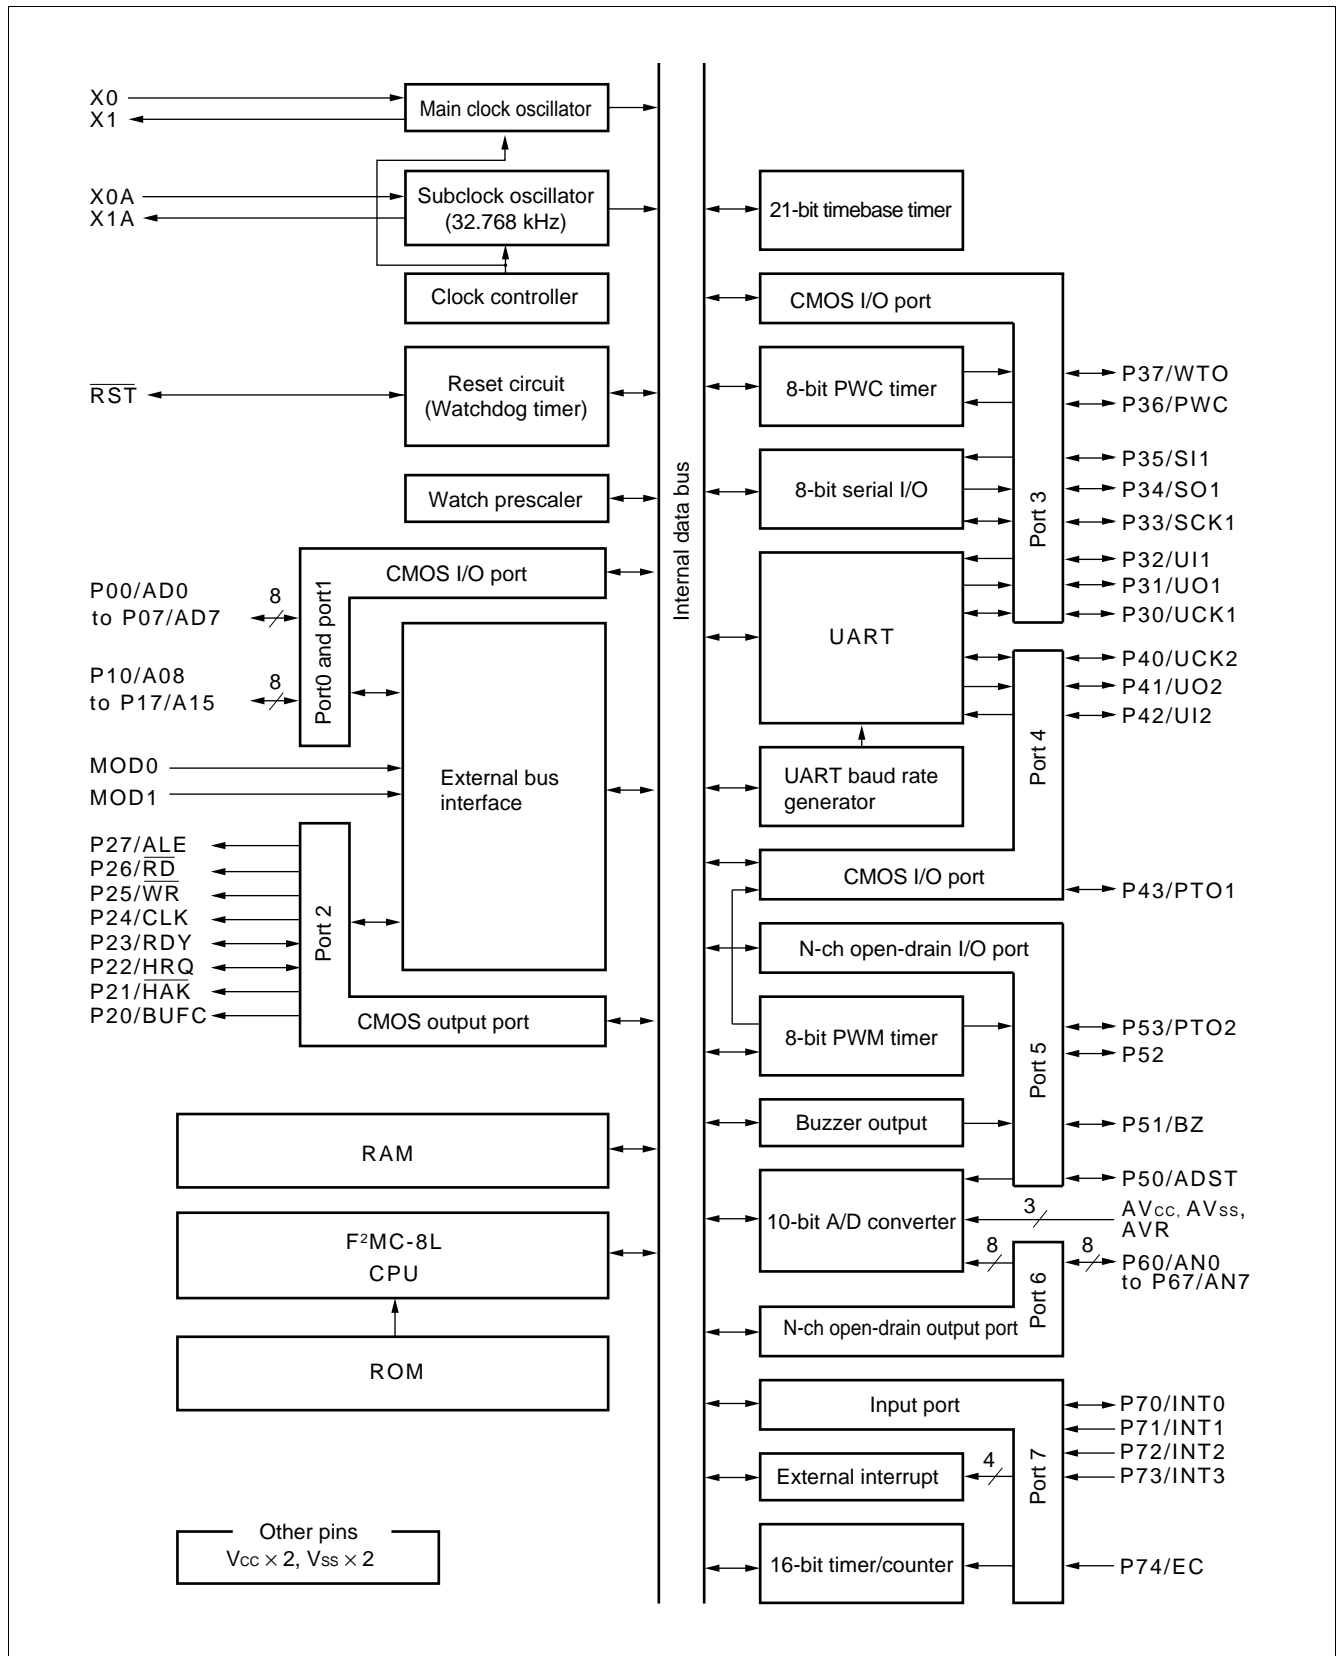 X0
X1
Main clock oscillator
X0A
X1A
Subclock oscillator
(32.768 kHz)
Clock controller
RST
Reset circuit
(Watchdog timer)
Watch prescaler
CMOS I/O port
Port0 and port1
P00/AD0
to P07/AD7
8
P10/A08
to P17/A15
8
MOD0
MOD1
External bus
interface
P27/ALE
P26/RD
P25/WR
P24/CLK
P23/RDY
P22/HRQ
P21/HAK
P20/BUFC
Port 2
CMOS output port
RAM
F²MC-8L
CPU
ROM
Other pins
Vcc × 2, Vss × 2
Internal data bus
21-bit timebase timer
CMOS I/O port
Port 3
8-bit PWC timer
P37/WTO
P36/PWC
8-bit serial I/O
P35/SI1
P34/SO1
P33/SCK1
UART
P32/UI1
P31/UO1
P30/UCK1
P40/UCK2
P41/UO2
P42/UI2
Port 4
UART baud rate
generator
CMOS I/O port
P43/PTO1
N-ch open-drain I/O port
Port 5
8-bit PWM timer
P53/PTO2
P52
Buzzer output
P51/BZ
P50/ADST
10-bit A/D converter
3
AVcc, AVss,
AVR
8
8
P60/AN0
to P67/AN7
Port 6
N-ch open-drain output port
Input port
Port 7
P70/INT0
P71/INT1
P72/INT2
P73/INT3
External interrupt
4
16-bit timer/counter
P74/EC